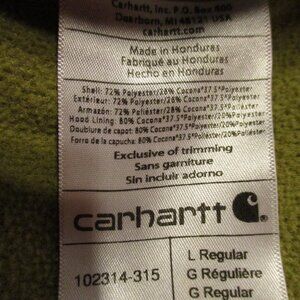 Carhartt, Inc. P.O. Box 600
Dearborn, MI 48121 USA
carhartt.com
Made in Honduras
Fabriqué au Honduras
Hecho en Honduras
Shell: 72% Polyester/28% Cocona®37.5®Polyester
Extérieur: 72% Polyester/28% Cocona®37.5®Polyester
Armazón: 72% Poliéster/28% Cocona®37.5®Poliéster
Hood Lining: 80% Cocona®37.5®Polyester/20%Polyester
Doublure de capot: 80% Cocona®37.5®Polyester/20%Polyester
Forro de la capucha: 80% Cocona®37.5®Poliéster/20%Poliéster
Exclusive of trimming
Sans garniture
Sin incluir adorno
carhartt
102314-315
L Regular
G Régulière
G Regular